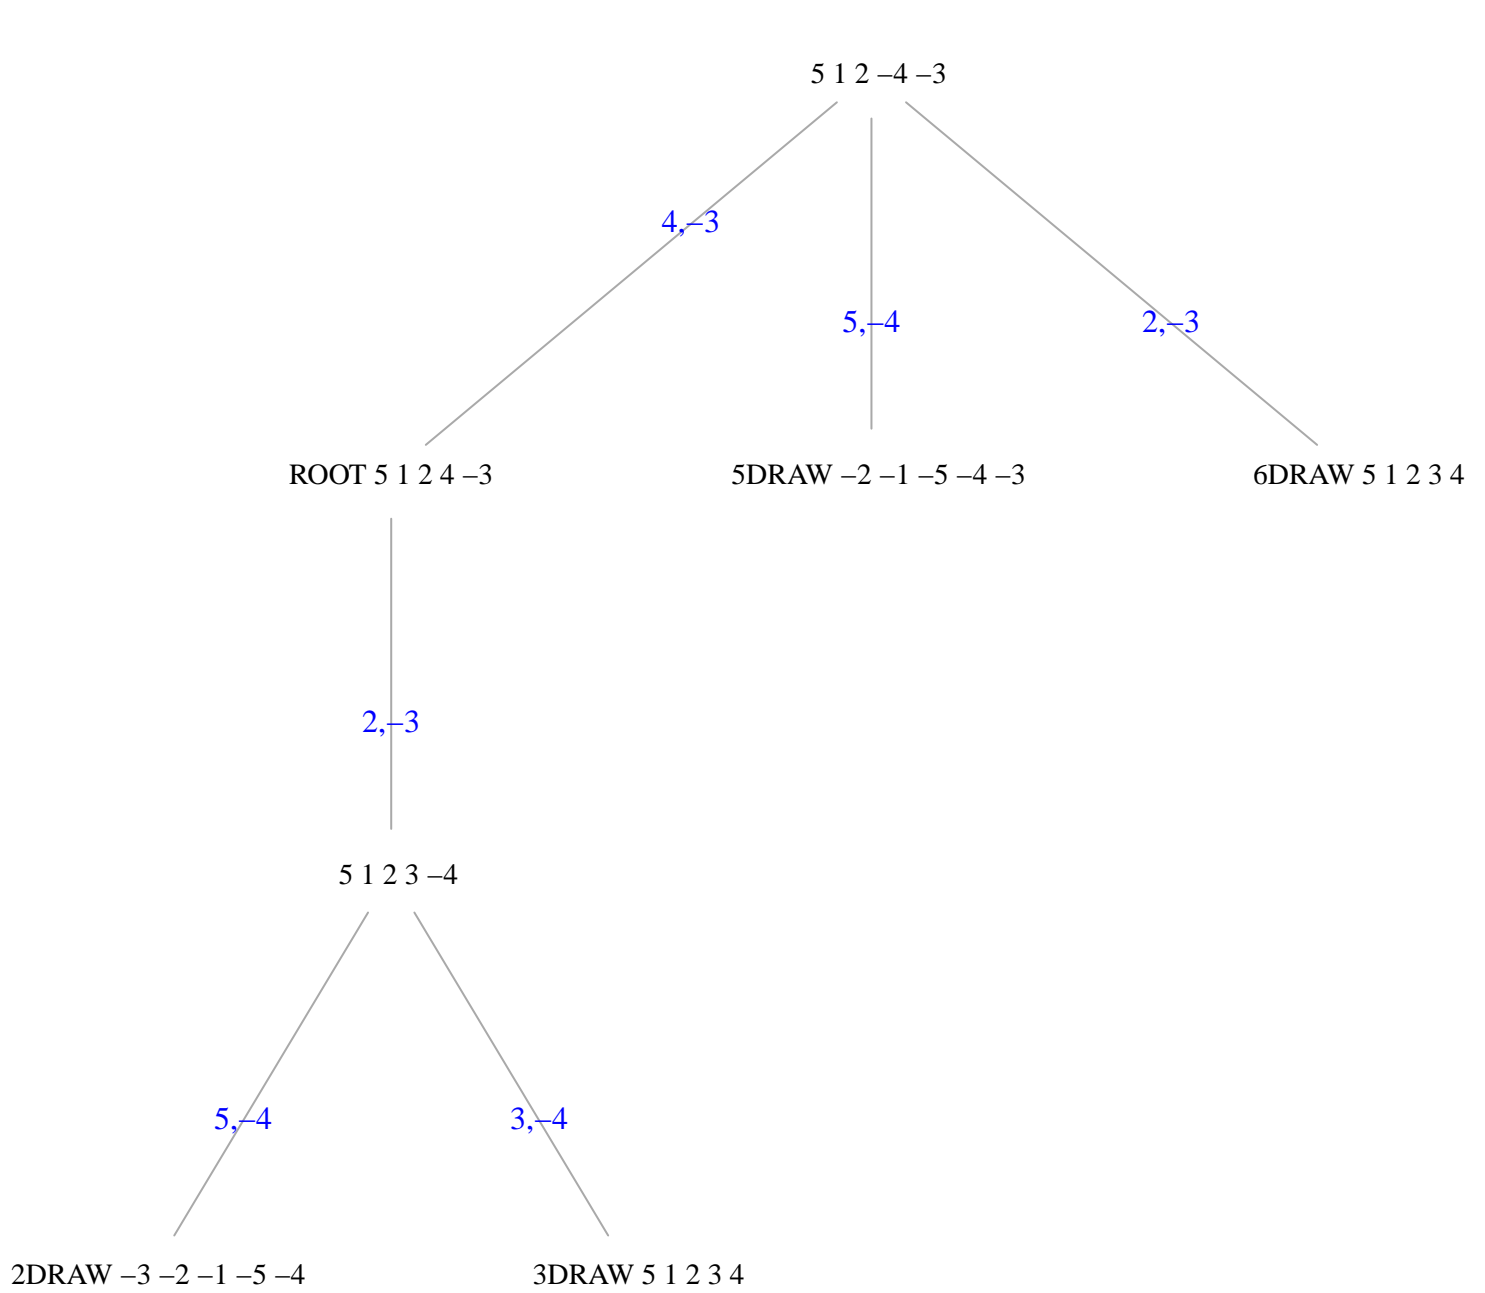 5 1 2 –4 –3
4,–3
5,–4
2,–3
ROOT 5 1 2 4 –3
5DRAW –2 –1 –5 –4 –3
6DRAW 5 1 2 3 4
2,–3
5 1 2 3 –4
5,–4
3,–4
2DRAW –3 –2 –1 –5 –4
3DRAW 5 1 2 3 4